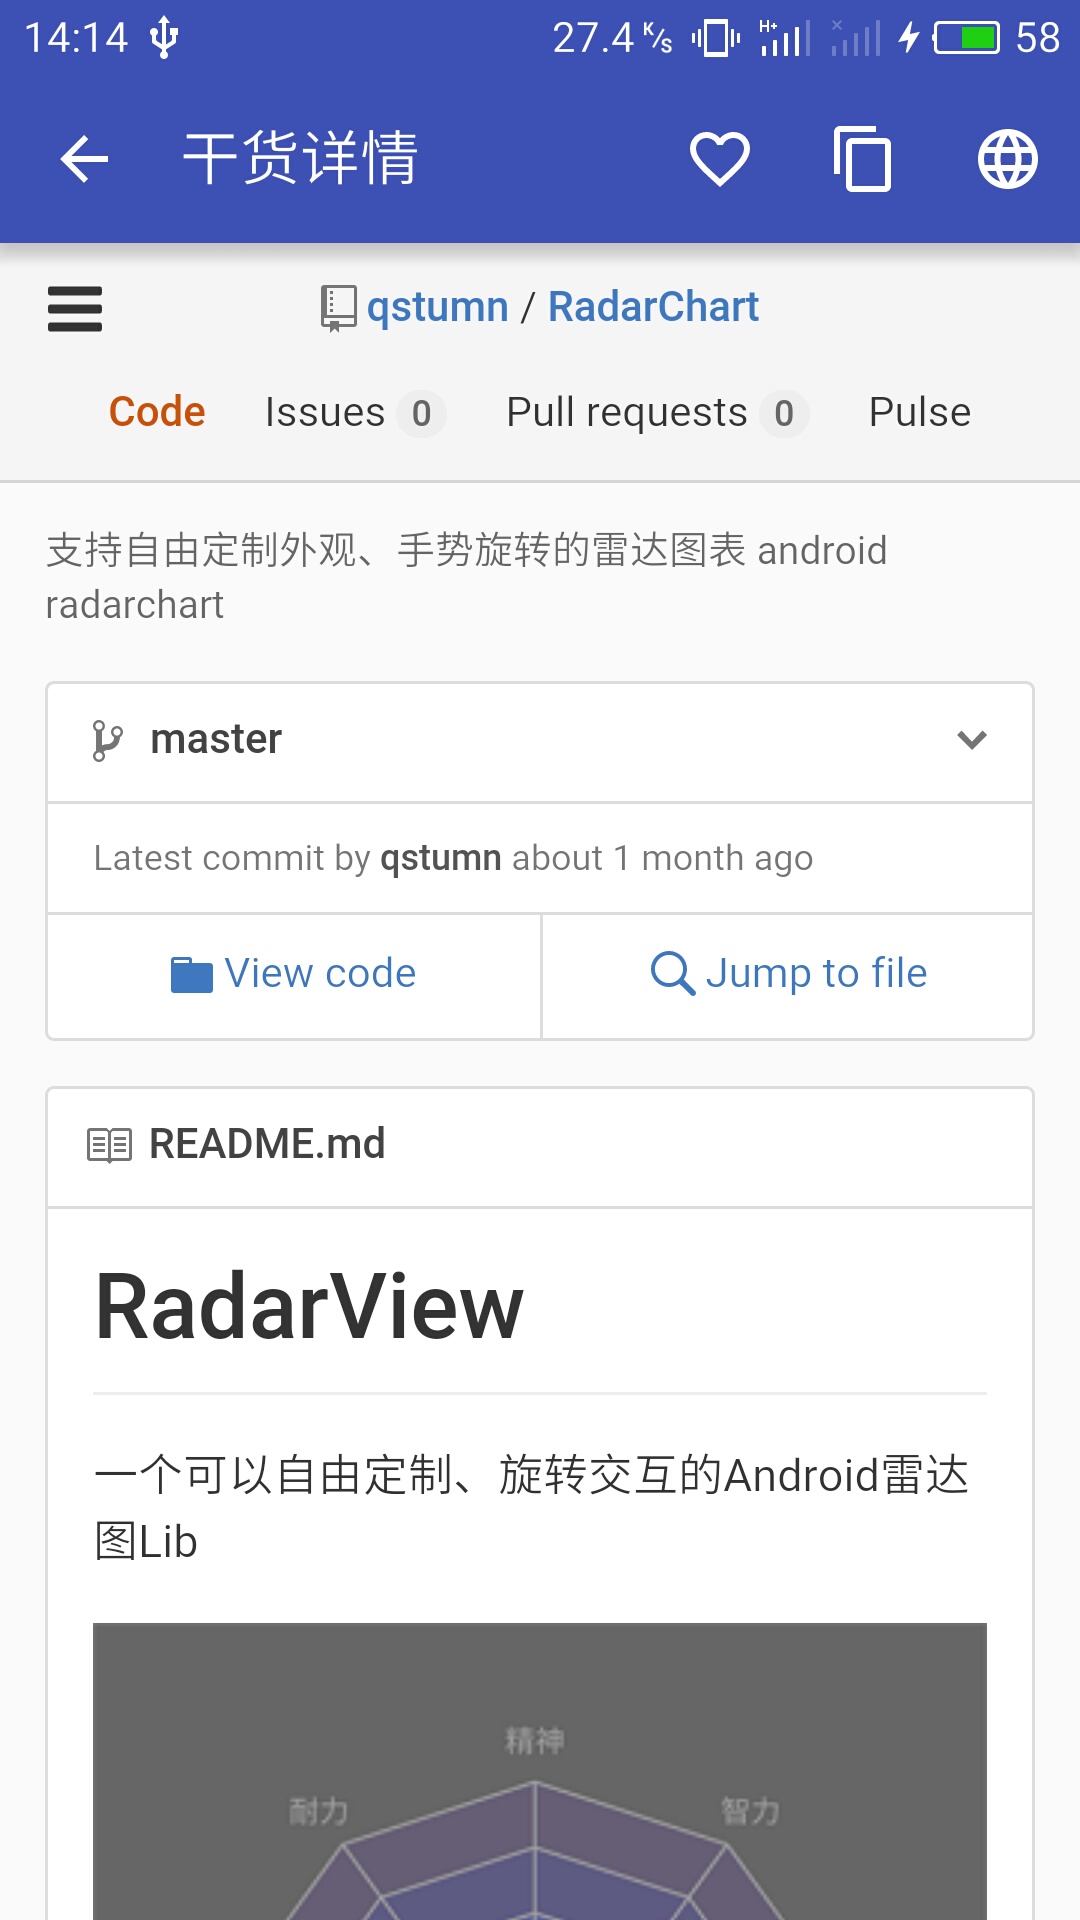 14:14 27.4 K/s H+ 58
干货详情
qstumn / RadarChart
Code Issues 0 Pull requests 0 Pulse
支持自由定制外观、手势旋转的雷达图表 android
radarchart
master
Latest commit by qstumn about 1 month ago
View code Jump to file
README.md
RadarView
一个可以自由定制、旋转交互的Android雷达
图Lib
精神
耐力 智力